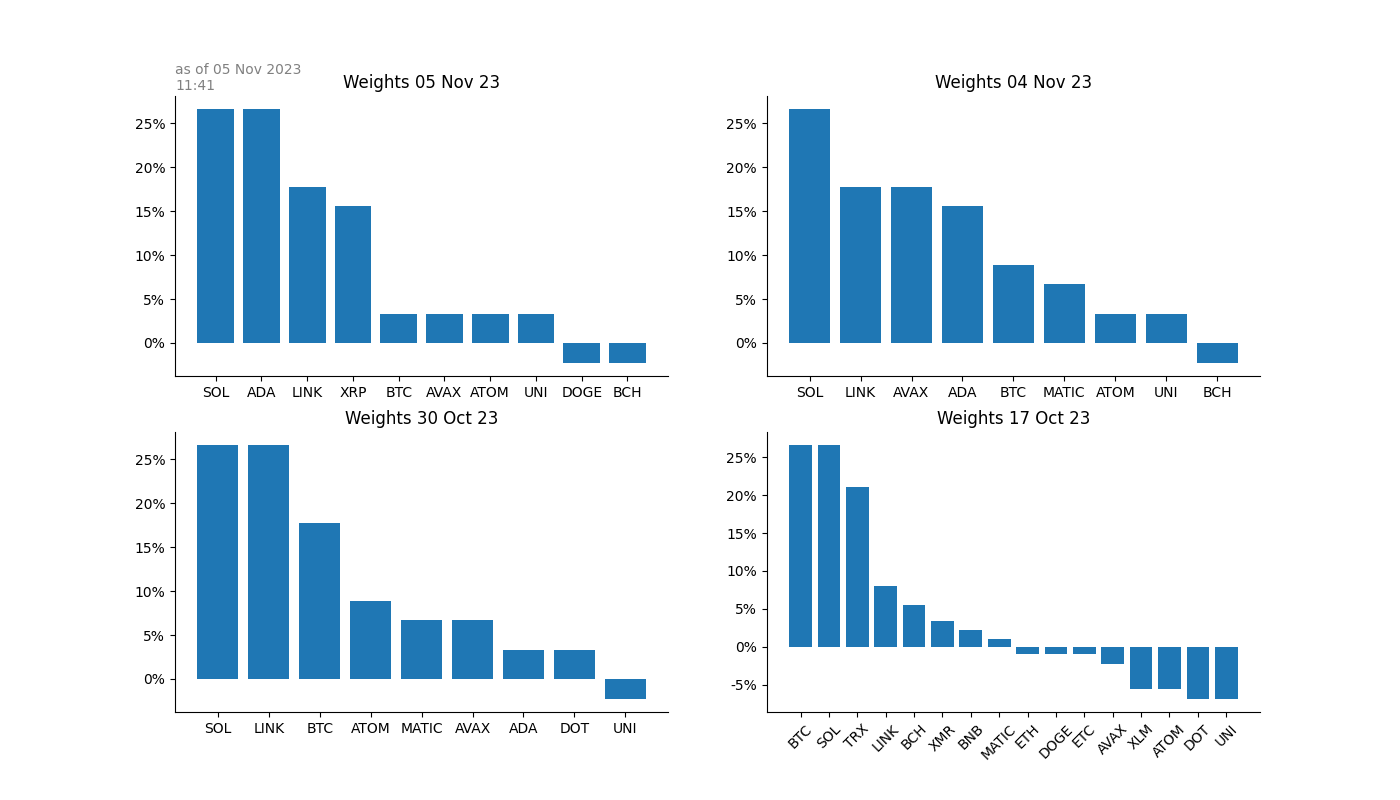 as of 05 Nov 2023
11:41
Weights 05 Nov 23
25%
20%
15%
10%
5%
0%
SOL ADA LINK XRP BTC AVAX ATOM UNI DOGE BCH
Weights 04 Nov 23
25%
20%
15%
10%
5%
0%
SOL LINK AVAX ADA BTC MATIC ATOM UNI BCH
Weights 30 Oct 23
25%
20%
15%
10%
5%
0%
SOL LINK BTC ATOM MATIC AVAX ADA DOT UNI
Weights 17 Oct 23
25%
20%
15%
10%
5%
0%
-5%
BTC SOL TRX LINK BCH XMR BNB MATIC ETH DOGE ETC AVAX XLM ATOM DOT UNI